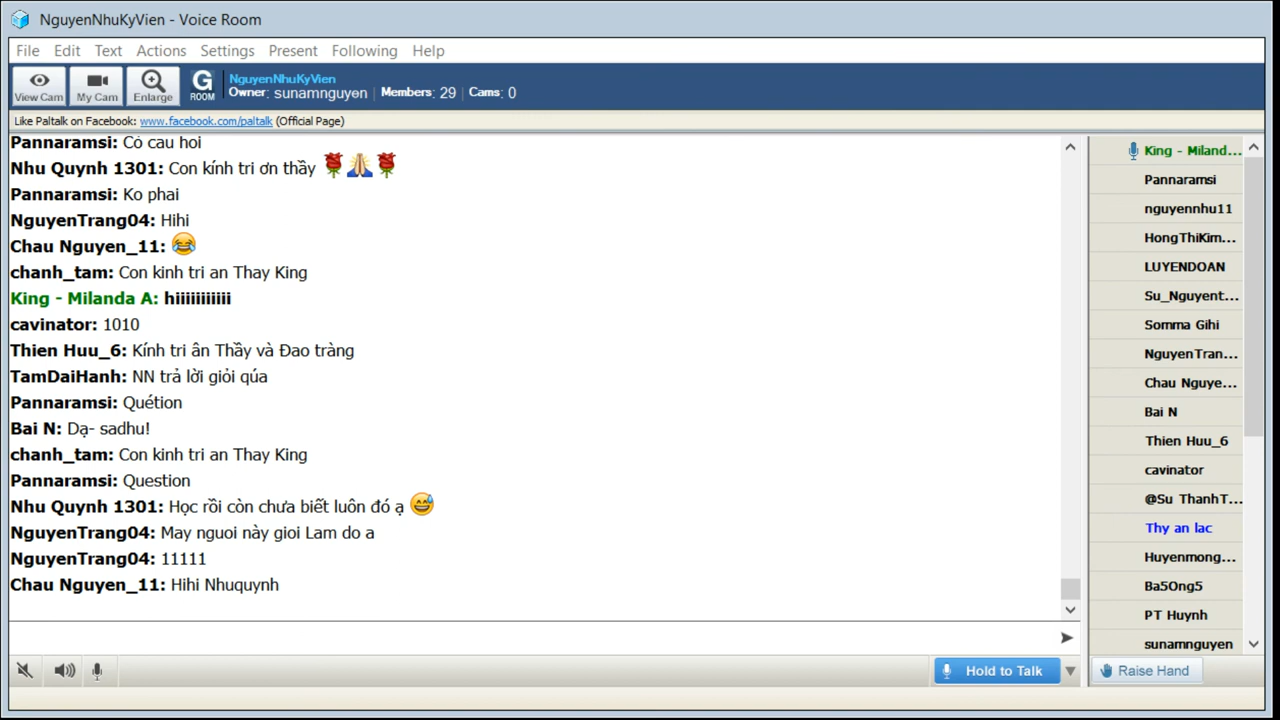 NguyenNhuKyVien - Voice Room
File Edit Text Actions Settings Present Following Help
View Cam My Cam Enlarge G ROOM
NguyenNhuKyVien
Owner: sunamnguyen | Members: 29 | Cams: 0
Like Paltalk on Facebook: www.facebook.com/paltalk (Official Page)
Pannaramsi: Có cau hoi
Nhu Quynh 1301: Con kính tri ơn thầy
Pannaramsi: Ko phai
NguyenTrang04: Hihi
Chau Nguyen_11:
chanh_tam: Con kinh tri an Thay King
King - Milanda A: hiiiiiiiiiii
cavinator: 1010
Thien Huu_6: Kính tri ân Thầy và Đao tràng
TamDaiHanh: NN trả lời giỏi qúa
Pannaramsi: Quétion
Bai N: Dạ- sadhu!
chanh_tam: Con kinh tri an Thay King
Pannaramsi: Question
Nhu Quynh 1301: Học rồi còn chưa biết luôn đó ạ
NguyenTrang04: May nguoi này gioi Lam do a
NguyenTrang04: 11111
Chau Nguyen_11: Hihi Nhuquynh
King - Miland...
Pannaramsi
nguyennhu11
HongThiKim...
LUYENDOAN
Su_Nguyent...
Somma Gihi
NguyenTran...
Chau Nguye...
Bai N
Thien Huu_6
cavinator
@Su ThanhT...
Thy an lac
Huyenmong...
Ba5Ong5
PT Huynh
sunamnguyen
Hold to Talk
Raise Hand